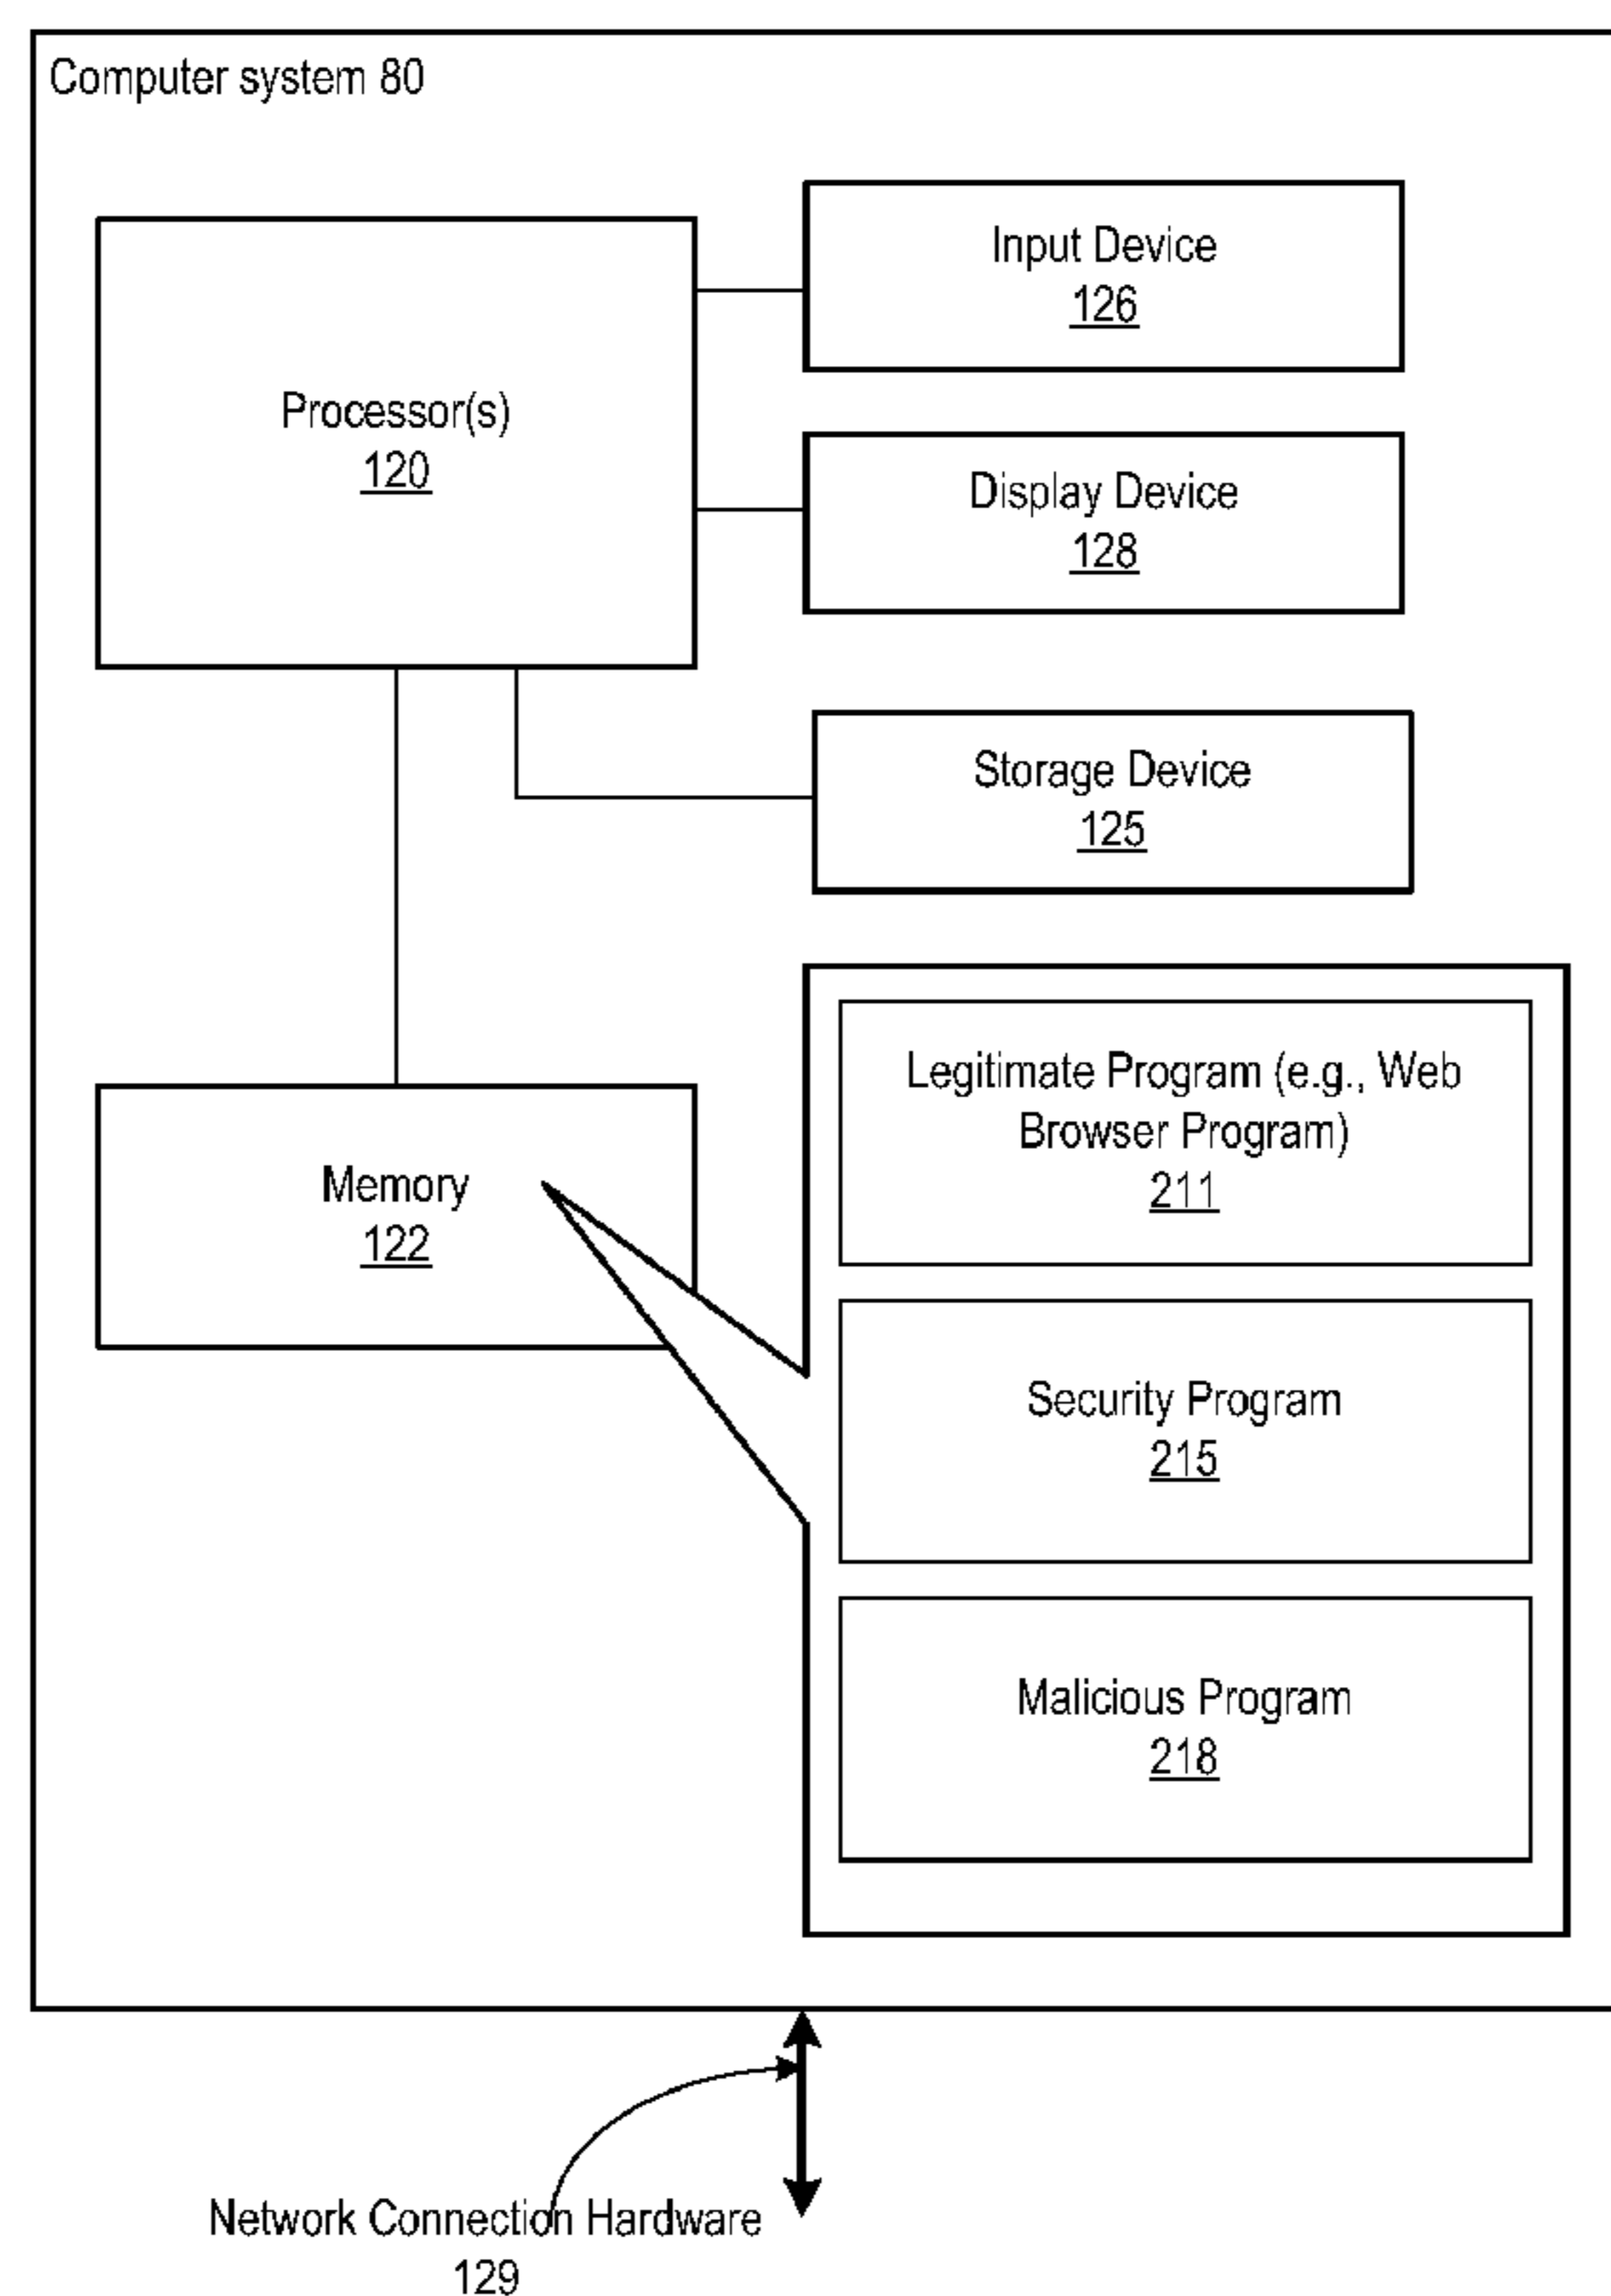 Computer system 80
Input Device
126
Processor(s)
120
Display Device
128
Storage Device
125
Legitimate Program (e.g., Web
Browser Program)
211
Memory
122
Security Program
215
Malicious Program
218
Network Connection Hardware
129